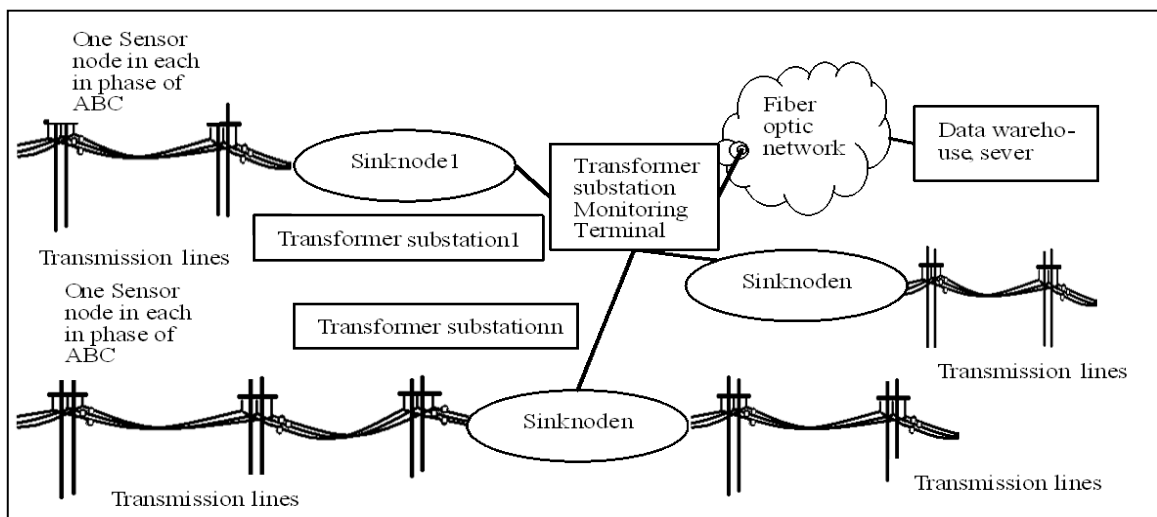 One Sensor
node in each
in phase of
ABC
Sinknode1
Transformer
substation
Monitoring
Terminal
Fiber
optic
network
Data wareho-
use, sever
Transformer substation1
Transmission lines
Sinknoden
Transmission lines
One Sensor
node in each
in phase of
ABC
Transformer substationn
Sinknoden
Transmission lines
Transmission lines